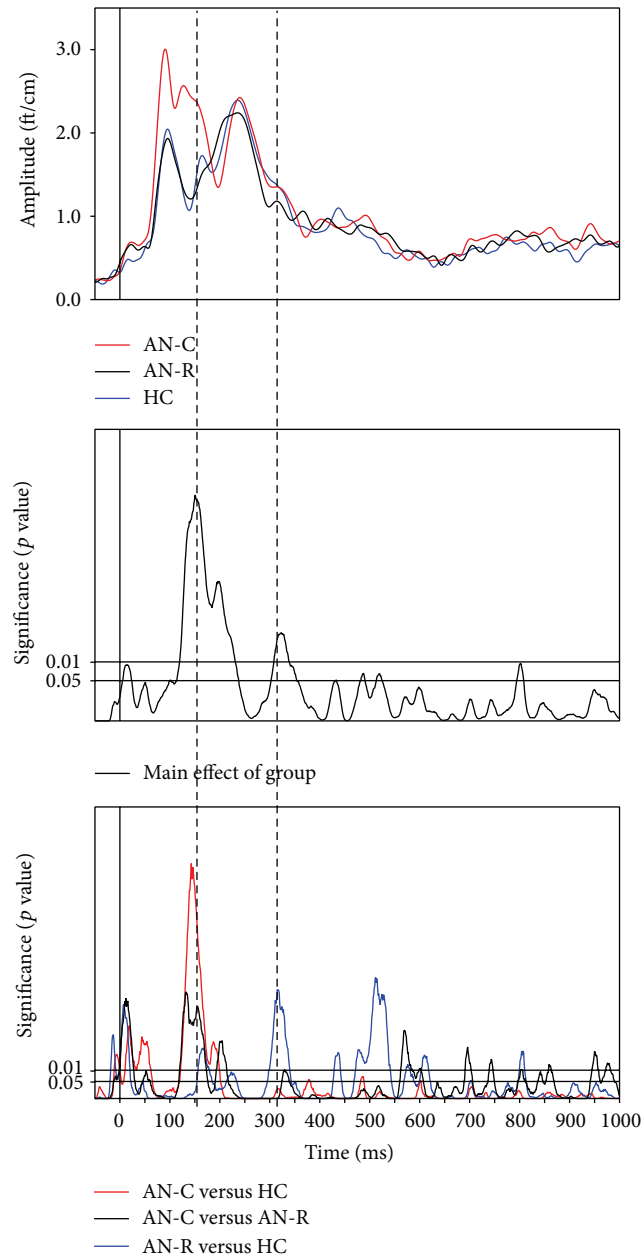 Amplitude (ft/cm)
3.0
2.0
1.0
0.0
AN-C
AN-R
HC
Significance (p value)
0.01
0.05
Main effect of group
Significance (p value)
0.01
0.05
0 100 200 300 400 500 600 700 800 900 1000
Time (ms)
AN-C versus HC
AN-C versus AN-R
AN-R versus HC